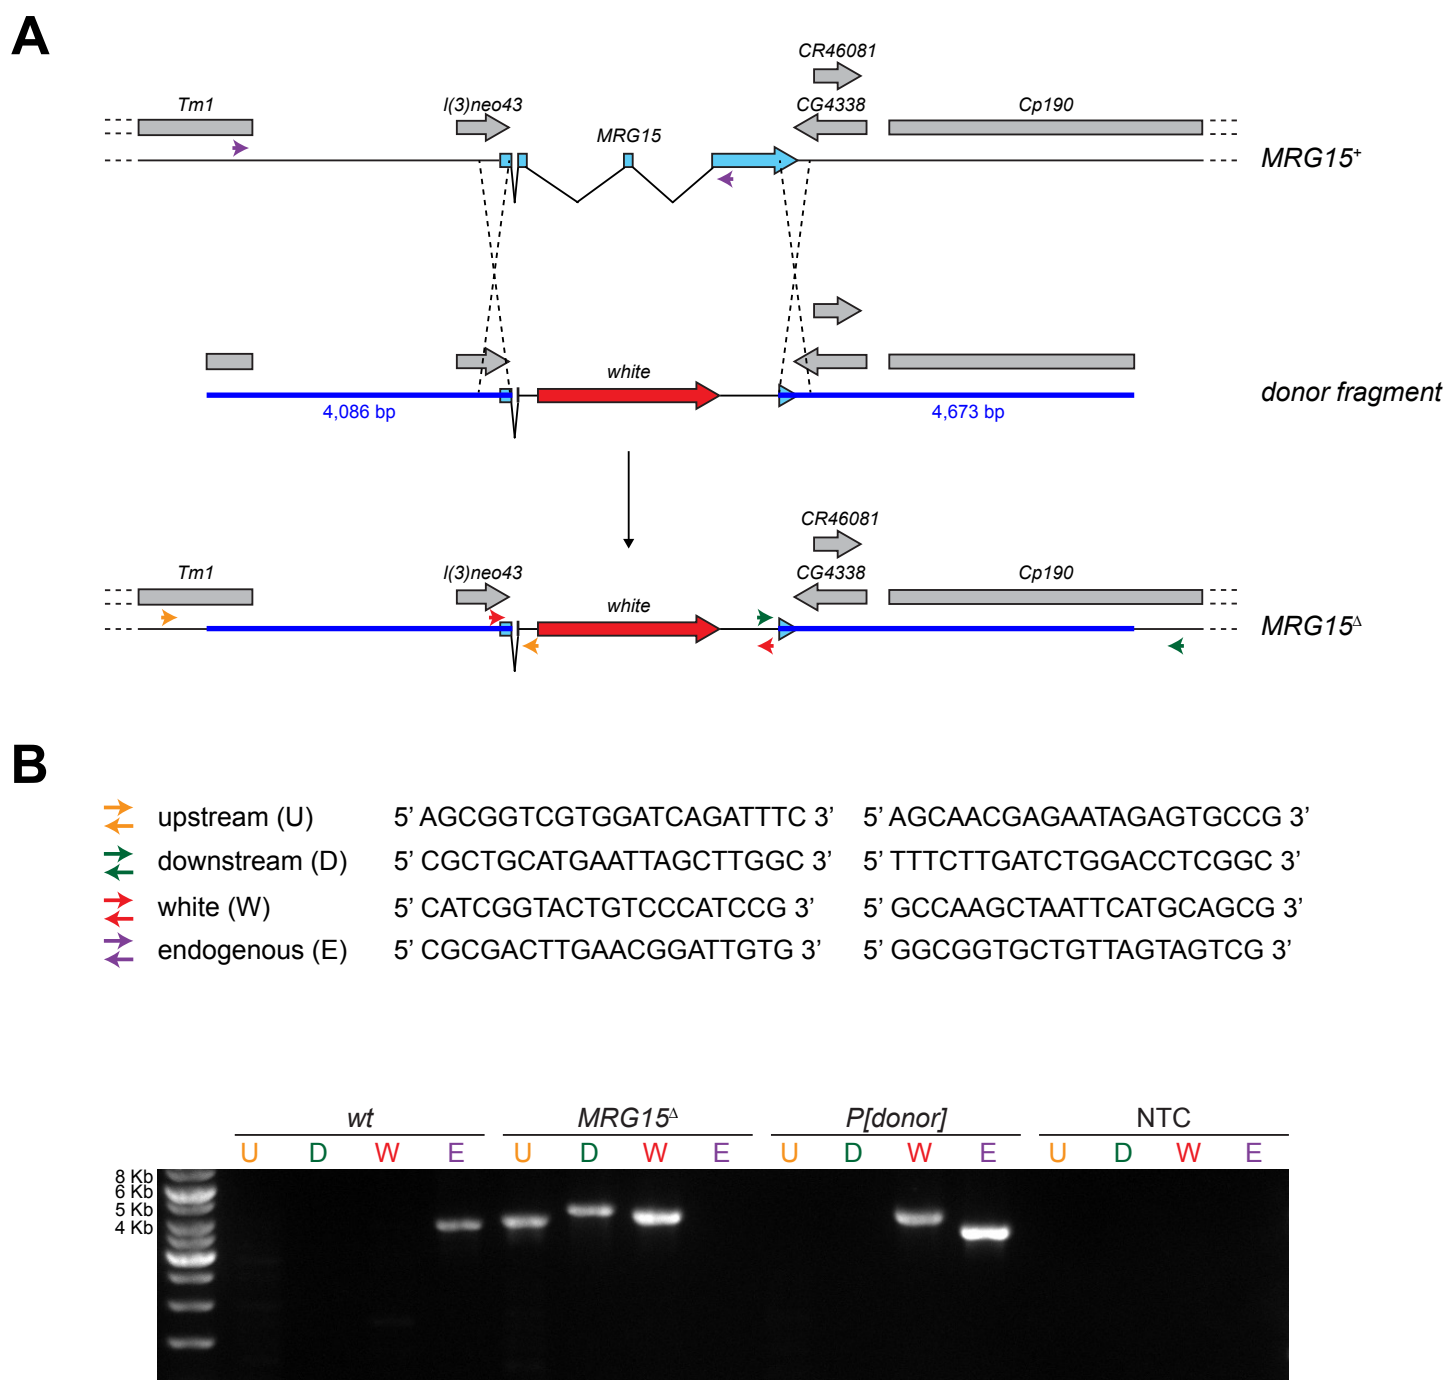 A
CR46081
Tm1 l(3)neo43 CG4338 Cp190
MRG15
MRG15+
white
donor fragment
4,086 bp 4,673 bp
CR46081
Tm1 l(3)neo43 CG4338 Cp190
white
MRG15Δ
B
upstream (U) 5’ AGCGGTCGTGGATCAGATTTC 3’ 5’ AGCAACGAGAATAGAGTGCCG 3’
downstream (D) 5’ CGCTGCATGAATTAGCTTGGC 3’ 5’ TTTCTTGATCTGGACCTCGGC 3’
white (W) 5’ CATCGGTACTGTCCCATCCG 3’ 5’ GCCAAGCTAATTCATGCAGCG 3’
endogenous (E) 5’ CGCGACTTGAACGGATTGTG 3’ 5’ GGCGGTGCTGTTAGTAGTCG 3’
wt MRG15Δ P[donor] NTC
U D W E U D W E U D W E U D W E
8 Kb
6 Kb
5 Kb
4 Kb